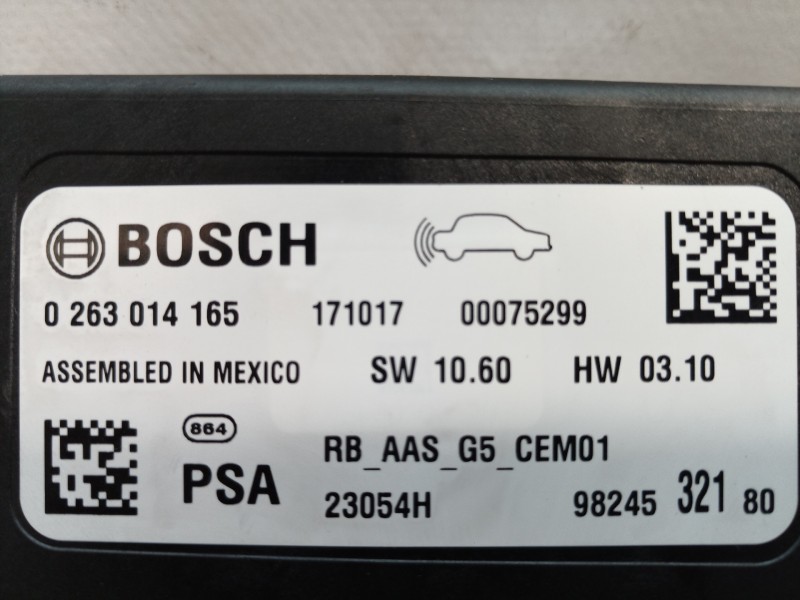 BOSCH
0 263 014 165 171017 00075299
ASSEMBLED IN MEXICO SW 10.60 HW 03.10
864
PSA RB_AAS_G5_CEM01
23054H 98245 321 80